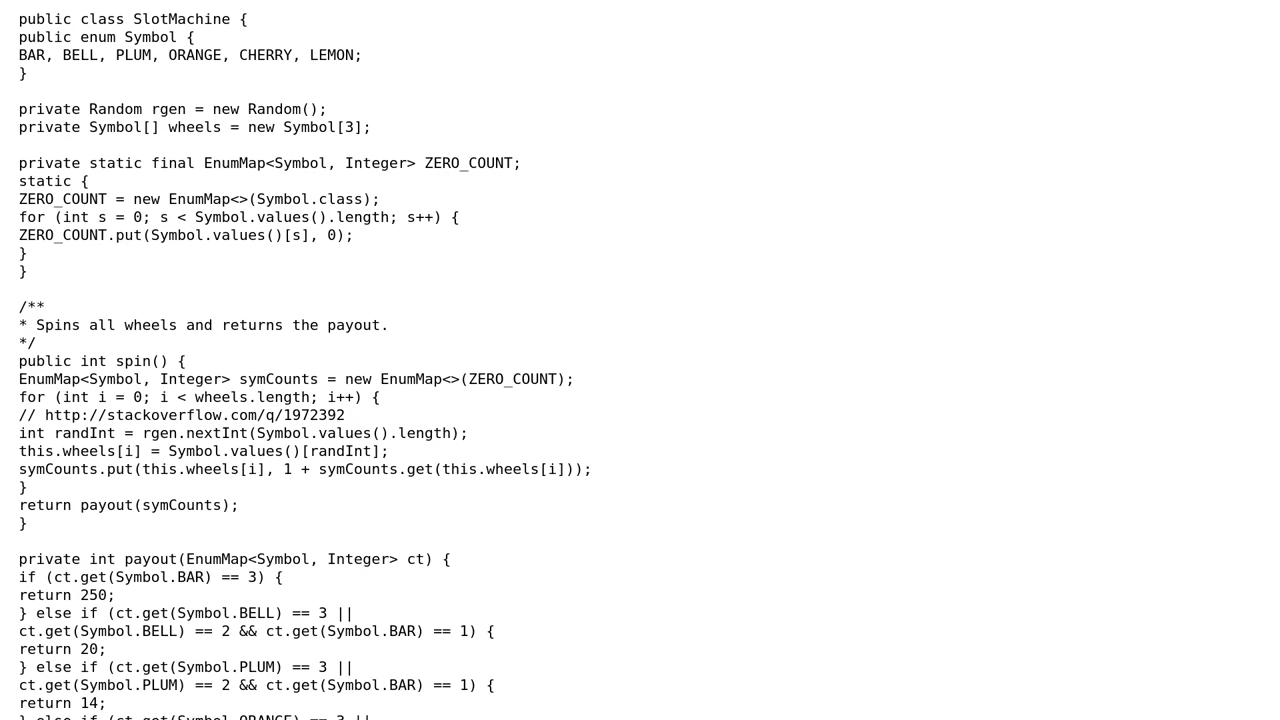 public class SlotMachine {
public enum Symbol {
BAR, BELL, PLUM, ORANGE, CHERRY, LEMON;
}

private Random rgen = new Random();
private Symbol[] wheels = new Symbol[3];

private static final EnumMap<Symbol, Integer> ZERO_COUNT;
static {
ZERO_COUNT = new EnumMap<>(Symbol.class);
for (int s = 0; s < Symbol.values().length; s++) {
ZERO_COUNT.put(Symbol.values()[s], 0);
}
}

/**
* Spins all wheels and returns the payout.
*/
public int spin() {
EnumMap<Symbol, Integer> symCounts = new EnumMap<>(ZERO_COUNT);
for (int i = 0; i < wheels.length; i++) {
// http://stackoverflow.com/q/1972392
int randInt = rgen.nextInt(Symbol.values().length);
this.wheels[i] = Symbol.values()[randInt];
symCounts.put(this.wheels[i], 1 + symCounts.get(this.wheels[i]));
}
return payout(symCounts);
}

private int payout(EnumMap<Symbol, Integer> ct) {
if (ct.get(Symbol.BAR) == 3) {
return 250;
} else if (ct.get(Symbol.BELL) == 3 ||
ct.get(Symbol.BELL) == 2 && ct.get(Symbol.BAR) == 1) {
return 20;
} else if (ct.get(Symbol.PLUM) == 3 ||
ct.get(Symbol.PLUM) == 2 && ct.get(Symbol.BAR) == 1) {
return 14;
} else if (ct.get(Symbol.ORANGE) == 3 ||